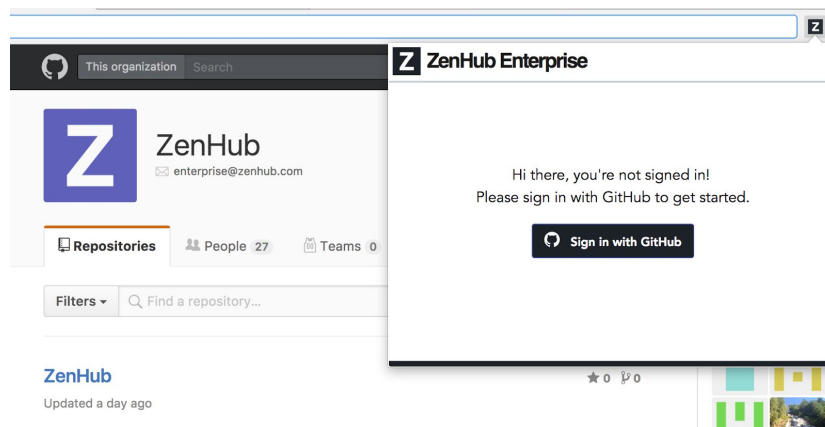 Z
Z ZenHub Enterprise
This organization Search
Z
ZenHub
enterprise@zenhub.com
Hi there, you're not signed in!
Please sign in with GitHub to get started.
Sign in with GitHub
Repositories People 27 Teams 0
Filters Find a repository...
ZenHub
0 0
Updated a day ago